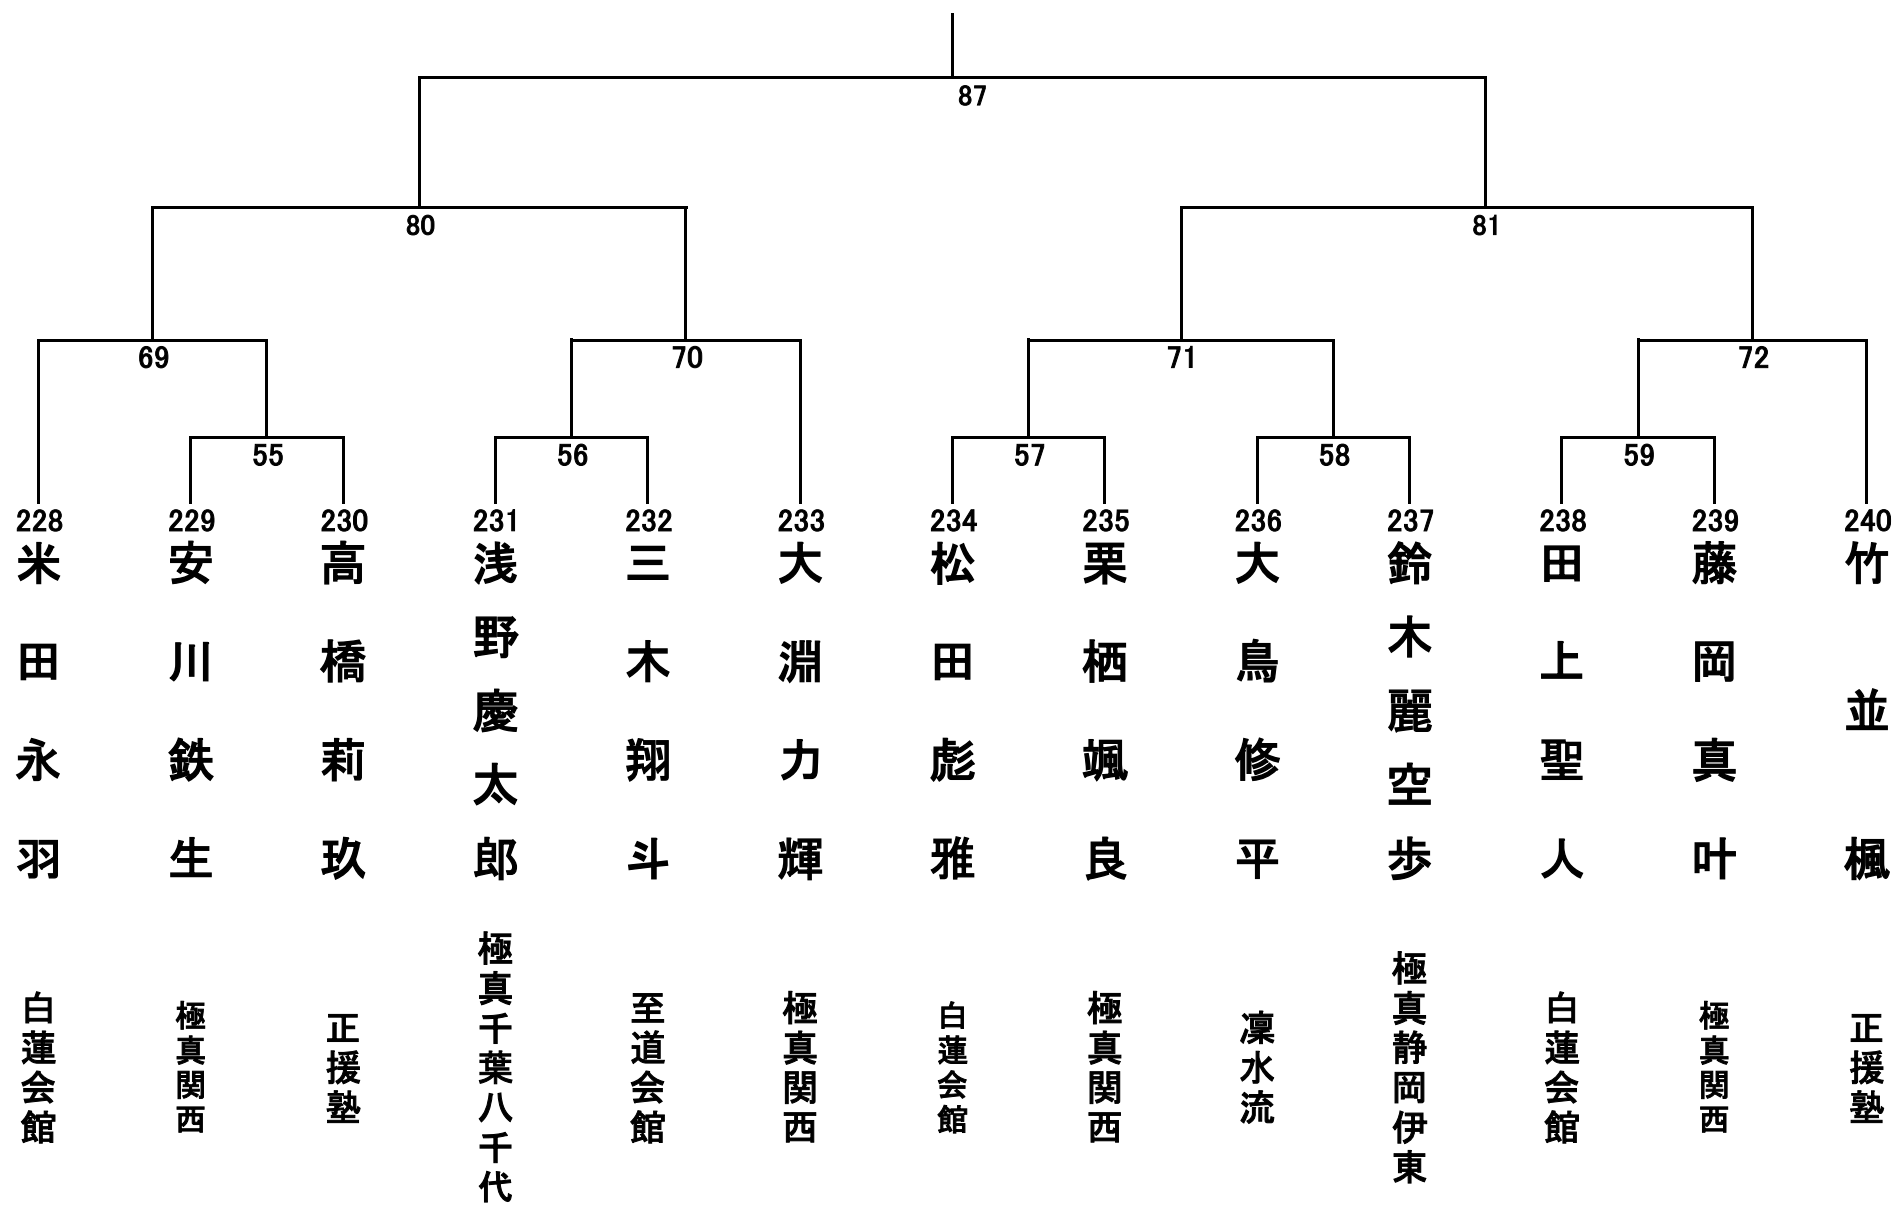 87
80
81
69
70
71
72
55
56
57
58
59
228
米田永羽
白蓮会館
229
安川鉄生
極真関西
230
高橋莉玖
正援塾
231
浅野慶太郎
極真千葉八千代
232
三木翔斗
至道会館
233
大淵力輝
極真関西
234
松田彪雅
白蓮会館
235
栗栖颯良
極真関西
236
大鳥修平
凜水流
237
鈴木麗空歩
極真静岡伊東
238
田上聖人
白蓮会館
239
藤岡真叶
極真関西
240
竹並楓
正援塾